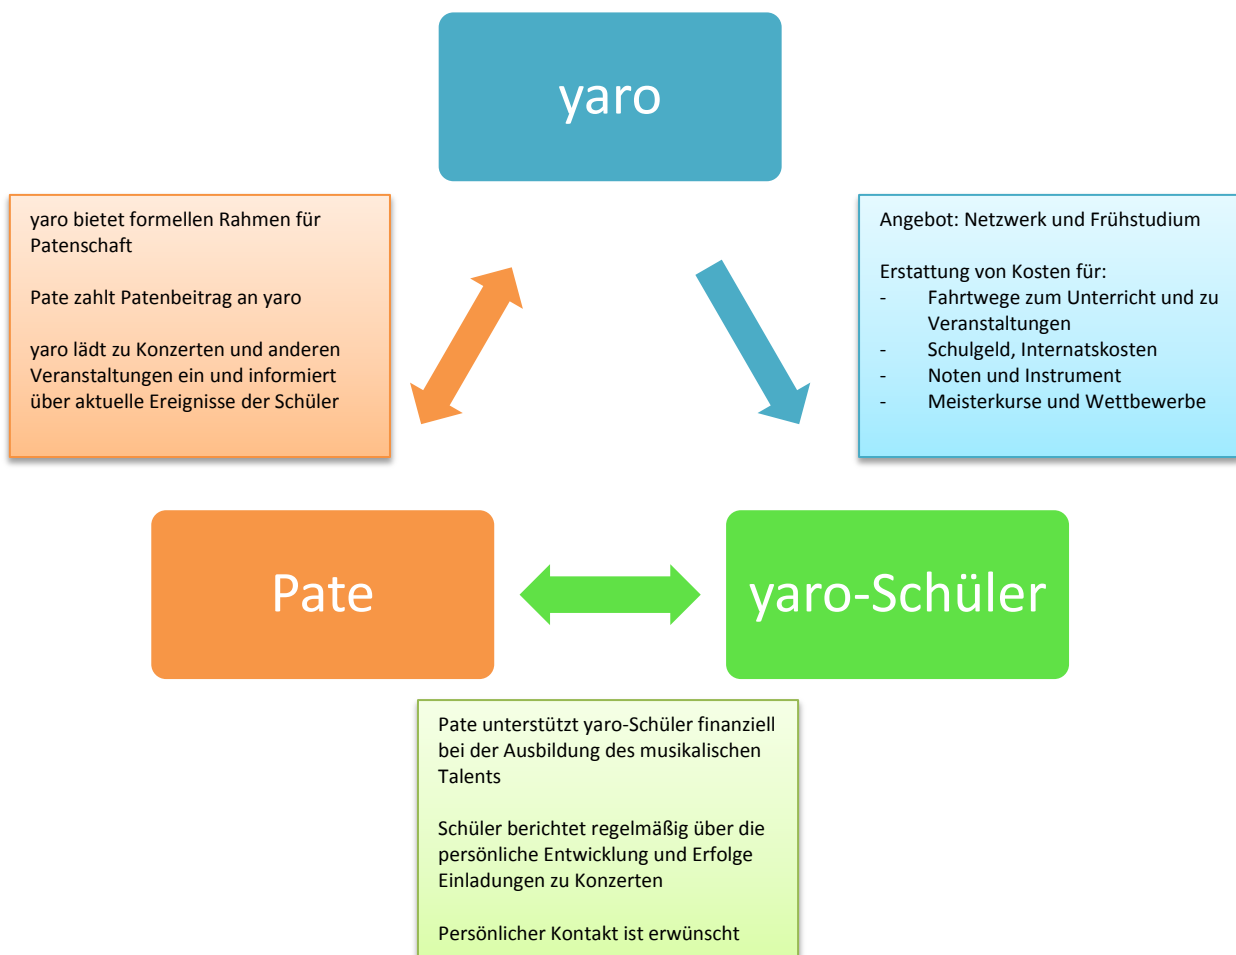 yaro
yaro bietet formellen Rahmen für
Patenschaft
Pate zahlt Patenbeitrag an yaro
yaro lädt zu Konzerten und anderen
Veranstaltungen ein und informiert
über aktuelle Ereignisse der Schüler
Angebot: Netzwerk und Frühstudium
Erstattung von Kosten für:
- Fahrtwege zum Unterricht und zu
Veranstaltungen
- Schulgeld, Internatskosten
- Noten und Instrument
- Meisterkurse und Wettbewerbe
Pate
yaro-Schüler
Pate unterstützt yaro-Schüler finanziell
bei der Ausbildung des musikalischen
Talents
Schüler berichtet regelmäßig über die
persönliche Entwicklung und Erfolge
Einladungen zu Konzerten
Persönlicher Kontakt ist erwünscht